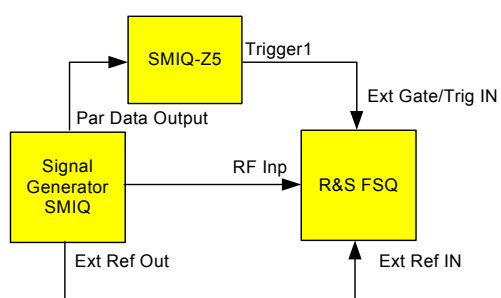 SMIQ-Z5
Trigger1
Ext Gate/Trig IN
Par Data Output
Signal
Generator
SMIQ
RF Inp
R&S FSQ
Ext Ref Out
Ext Ref IN